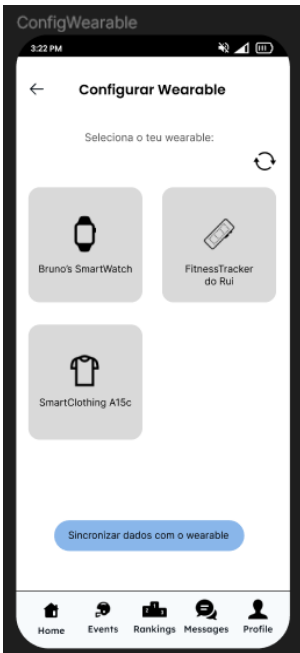 ConfigWearable
3:22 PM
Configurar Wearable
Seleciona o teu wearable:
Bruno's SmartWatch
FitnessTracker
do Rui
SmartClothing A15c
Sincronizar dados com o wearable
Home Events Rankings Messages Profile